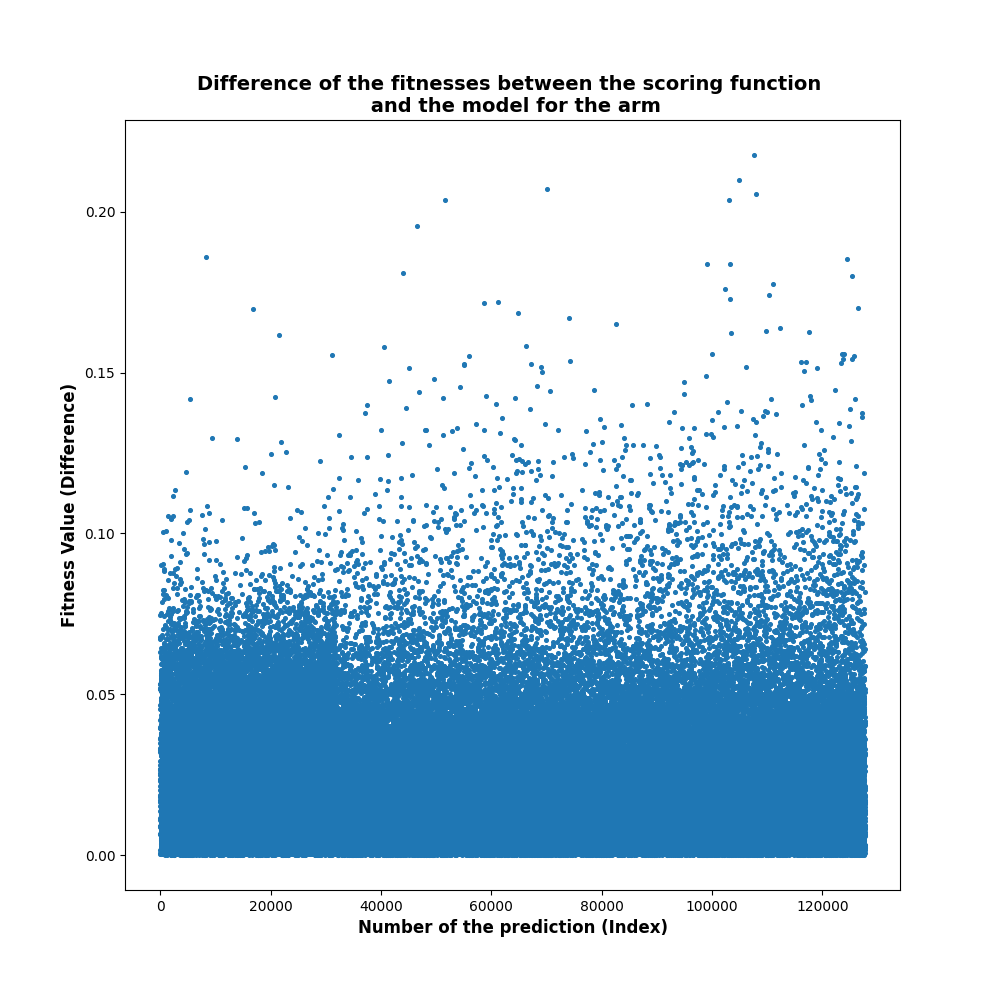 Difference of the fitnesses between the scoring function
and the model for the arm
Fitness Value (Difference)
0.20
0.15
0.10
0.05
0.00
0 20000 40000 60000 80000 100000 120000
Number of the prediction (Index)